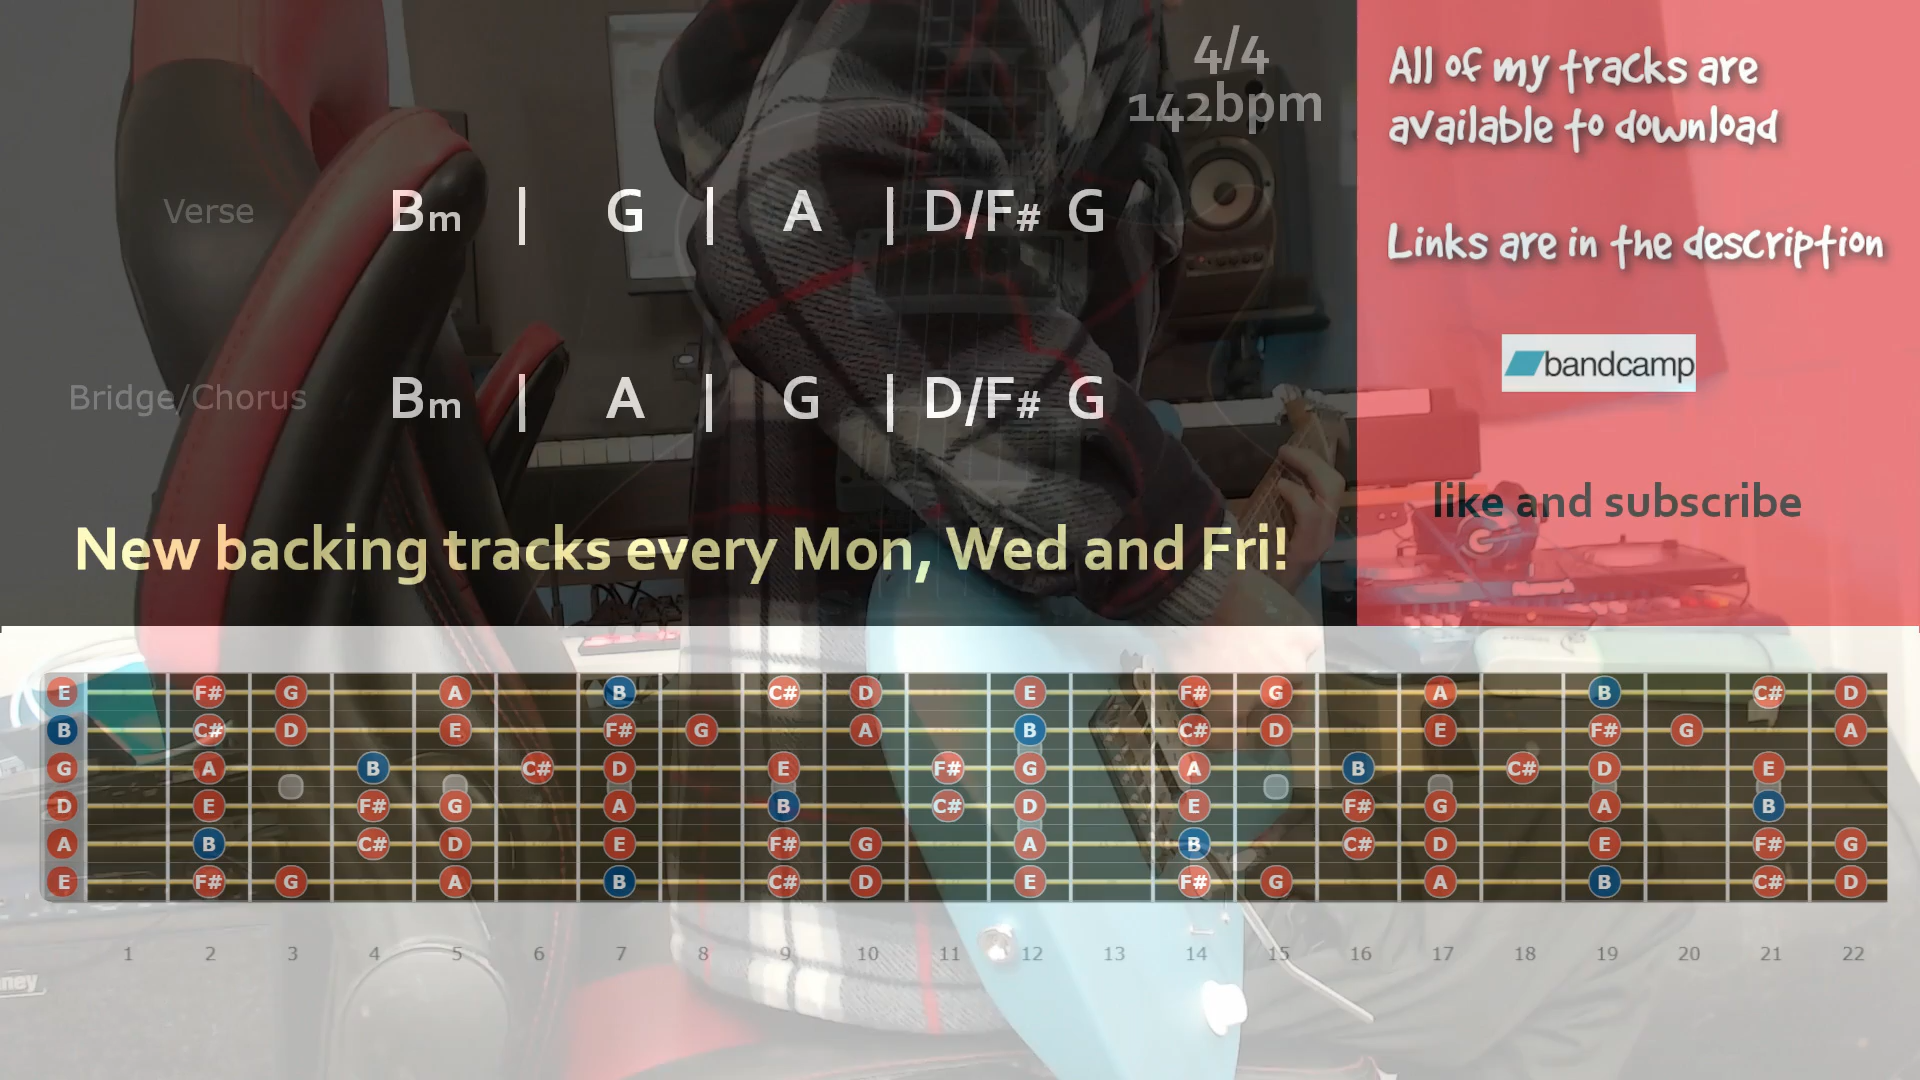 4/4
142bpm
Verse Bm | G | A | D/F# G
Bridge/Chorus Bm | A | G | D/F# G
New backing tracks every Mon, Wed and Fri!
All of my tracks are
available to download
Links are in the description
bandcamp
like and subscribe
E F# G A B C# D E F# G A B C# D
B C# D E F# G A B C# D E F# G A
G A B C# D E F# G A B C# D E
D E F# G A B C# D E F# G A B
A B C# D E F# G A B C# D E F# G
E F# G A B C# D E F# G A B C# D
1 2 3 4 5 6 7 8 9 10 11 12 13 14 15 16 17 18 19 20 21 22